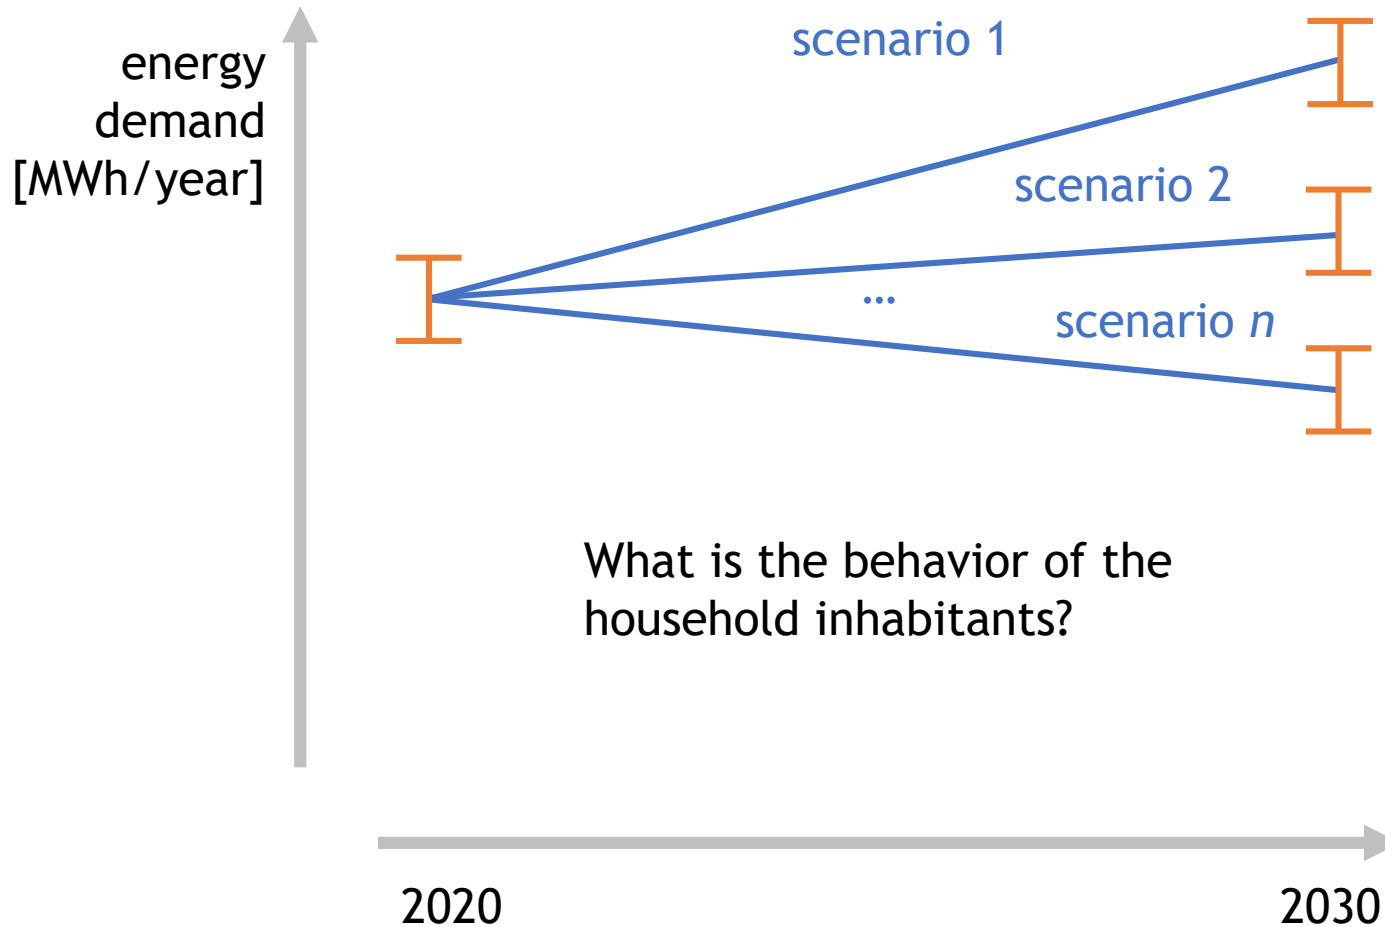 energy
demand
[MWh/year]
scenario 1
scenario 2
...
scenario n
What is the behavior of the
household inhabitants?
2020
2030